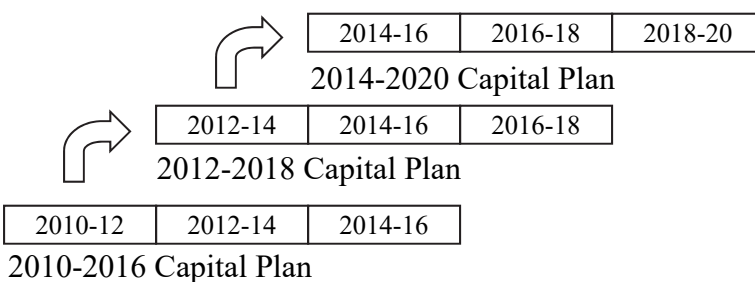 2014-16 2016-18 2018-20
2014-2020 Capital Plan
2012-14 2014-16 2016-18
2012-2018 Capital Plan
2010-12 2012-14 2014-16
2010-2016 Capital Plan